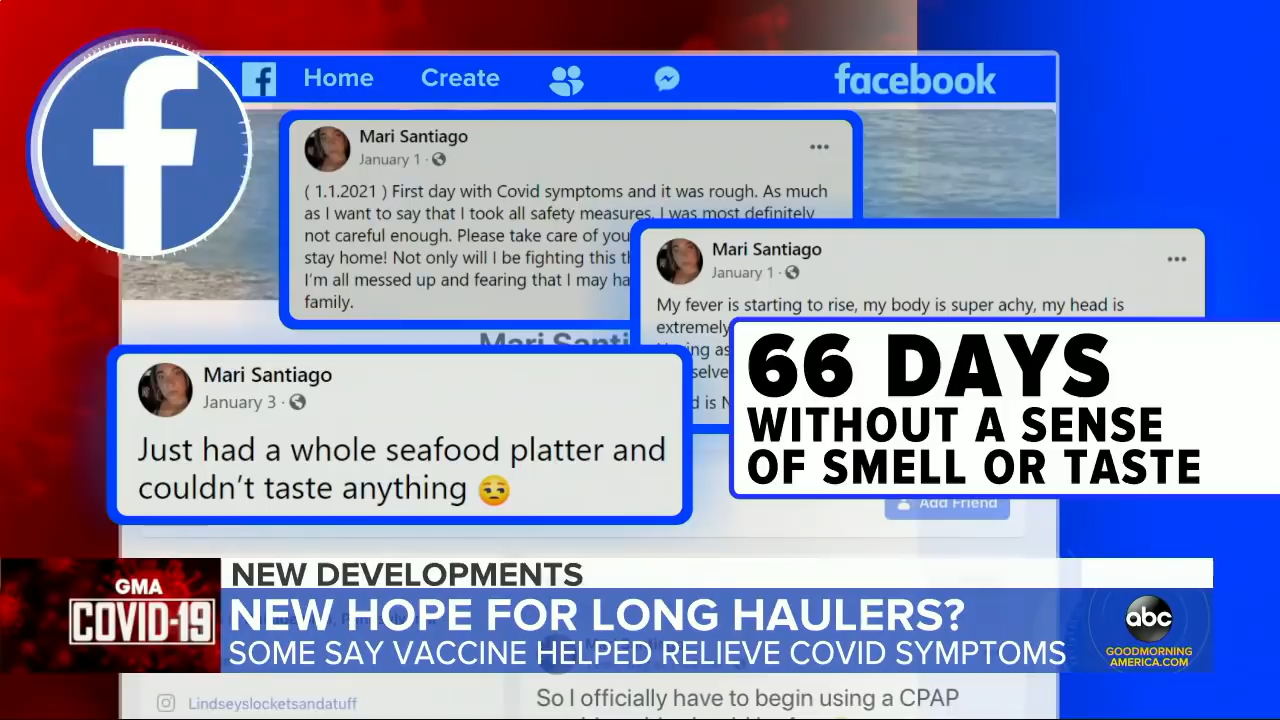 Home Create facebook
Mari Santiago
January 1
( 1.1.2021 ) First day with Covid symptoms and it was rough. As much
as I want to say that I took all safety measures, I was most definitely
not careful enough. Please take care of you
stay home! Not only will I be fighting this
I'm all messed up and fearing that I may
family.
Mari Santiago
January 1
My fever is starting to rise, my body is super achy, my head is
extremely
Mari
Mari Santiago
January 3
Just had a whole seafood platter and
couldn't taste anything 😒
66 DAYS
WITHOUT A SENSE
OF SMELL OR TASTE
Add Friend
NEW DEVELOPMENTS
GMA
COVID-19
NEW HOPE FOR LONG HAULERS?
SOME SAY VACCINE HELPED RELIEVE COVID SYMPTOMS
abc
GOODMORNING
AMERICA.COM
Lindseyslocketsandatuff
So I officially have to begin using a CPAP